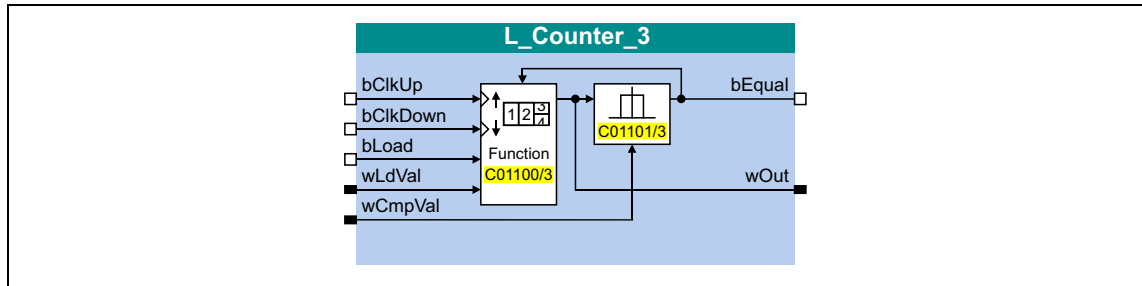 L_Counter_3
bClkUp
bClkDown
bLoad
wLdVal
wCmpVal
1 2 3 4
Function
C01100/3
C01101/3
bEqual
wOut